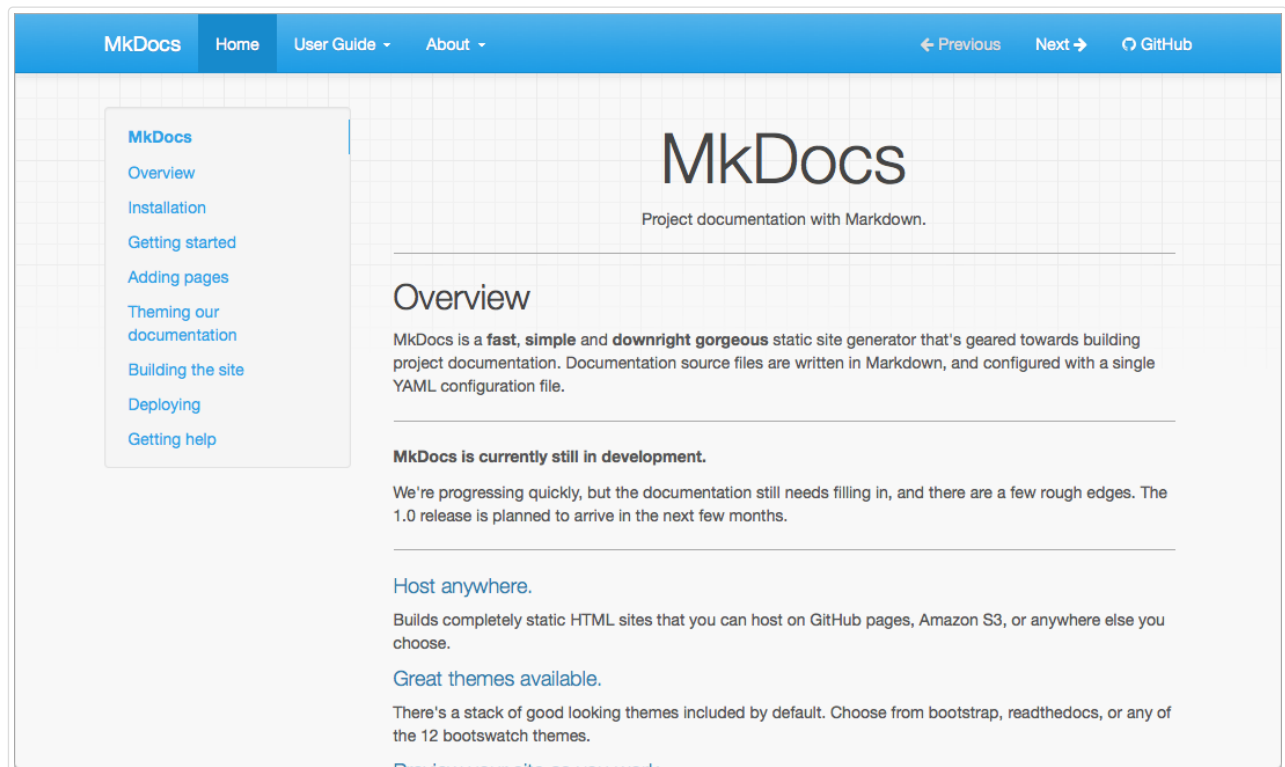 MkDocs Home User Guide About Previous Next GitHub
MkDocs
Overview
Installation
Getting started
Adding pages
Theming our
documentation
Building the site
Deploying
Getting help
MkDocs
Project documentation with Markdown.
Overview
MkDocs is a fast, simple and downright gorgeous static site generator that's geared towards building
project documentation. Documentation source files are written in Markdown, and configured with a single
YAML configuration file.
MkDocs is currently still in development.
We're progressing quickly, but the documentation still needs filling in, and there are a few rough edges. The
1.0 release is planned to arrive in the next few months.
Host anywhere.
Builds completely static HTML sites that you can host on GitHub pages, Amazon S3, or anywhere else you
choose.
Great themes available.
There's a stack of good looking themes included by default. Choose from bootstrap, readthedocs, or any of
the 12 bootswatch themes.